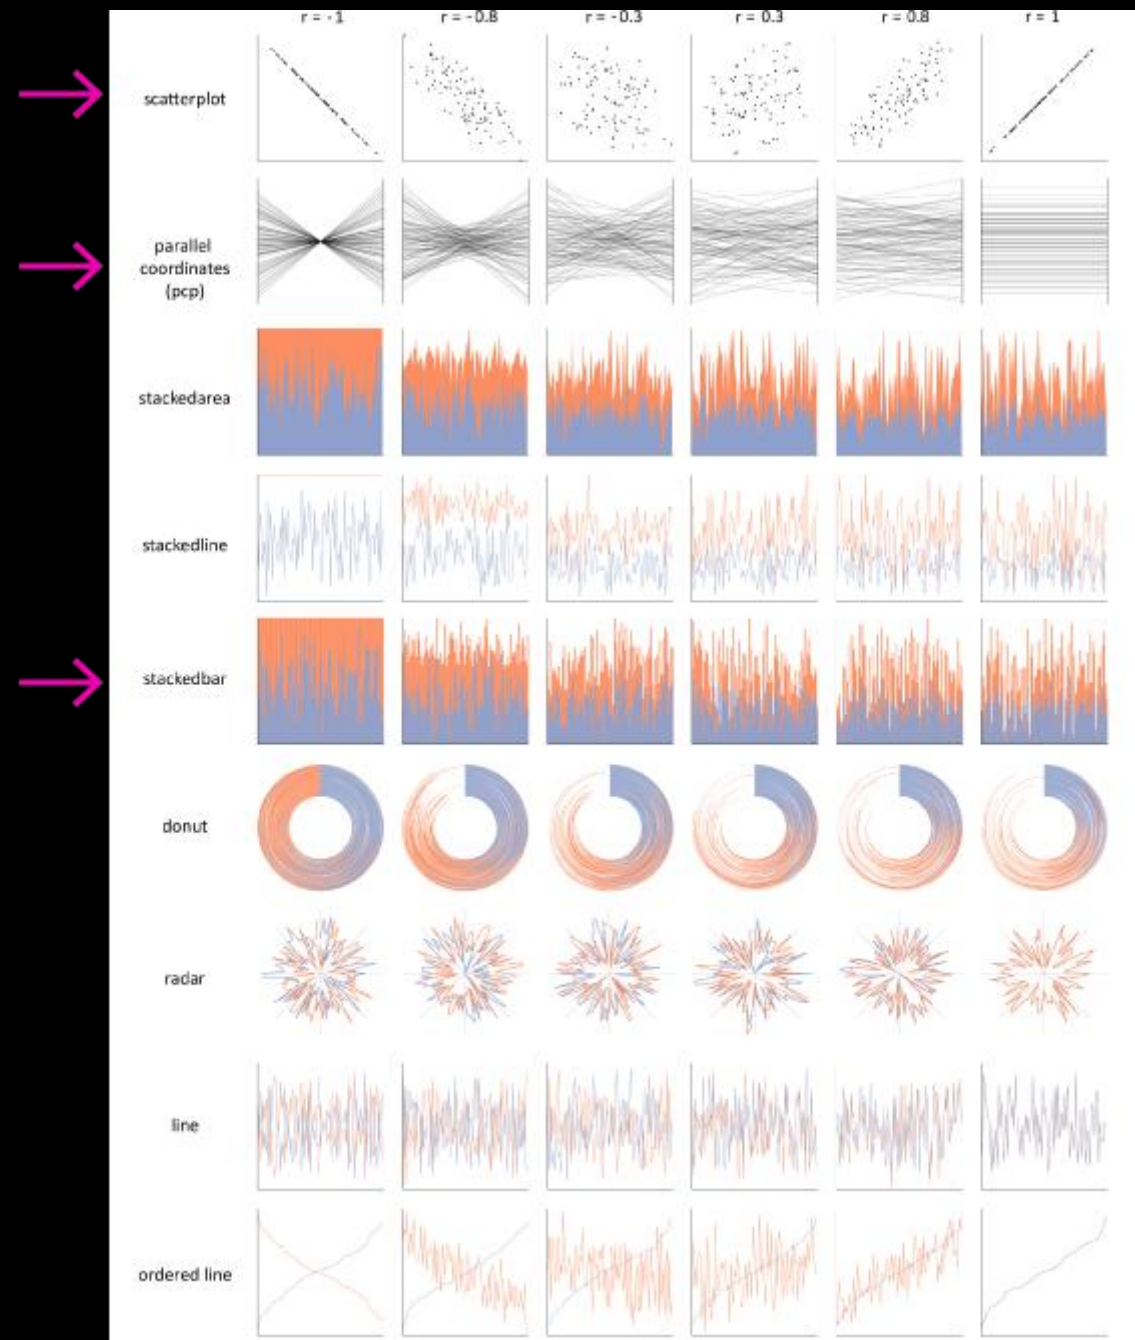 r = -1 r = -0.8 r = -0.3 r = 0.3 r = 0.8 r = 1
scatterplot
parallel
coordinates
(pcp)
stackedarea
stackedline
stackedbar
donut
radar
line
ordered line